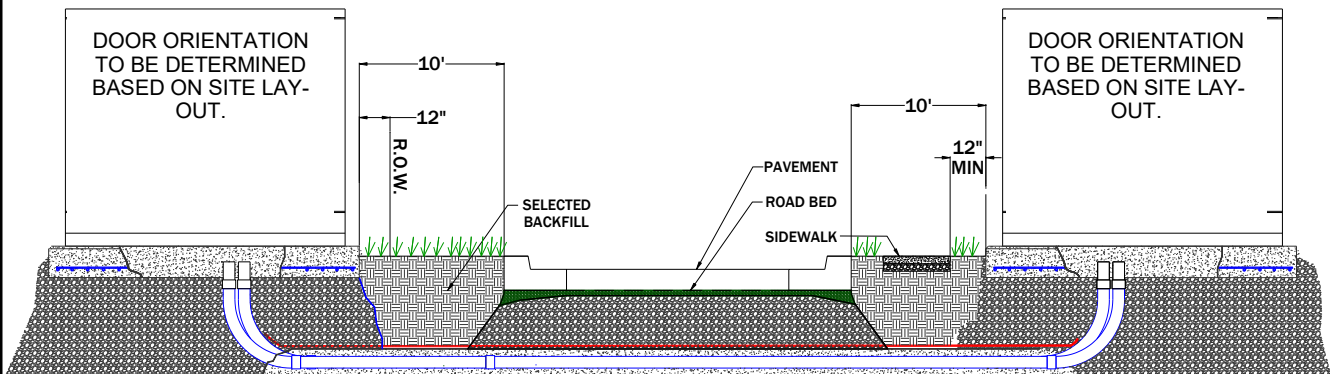 DOOR ORIENTATION
TO BE DETERMINED
BASED ON SITE LAY-
OUT.
10'
12"
R.O.W.
SELECTED
BACKFILL
PAVEMENT
ROAD BED
SIDEWALK
10'
12"
MIN
DOOR ORIENTATION
TO BE DETERMINED
BASED ON SITE LAY-
OUT.